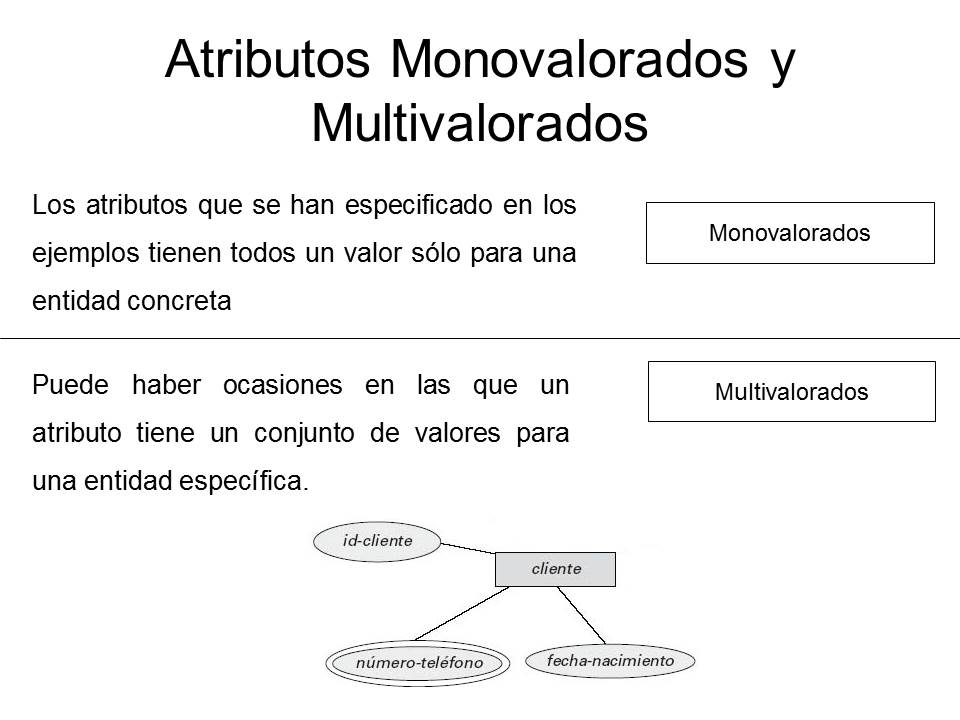 Atributos Monovalorados y
Multivalorados
Los atributos que se han especificado en los
ejemplos tienen todos un valor sólo para una
entidad concreta
Monovalorados
Puede haber ocasiones en las que un
atributo tiene un conjunto de valores para
una entidad específica.
Multivalorados
id-cliente
cliente
número-teléfono
fecha-nacimiento